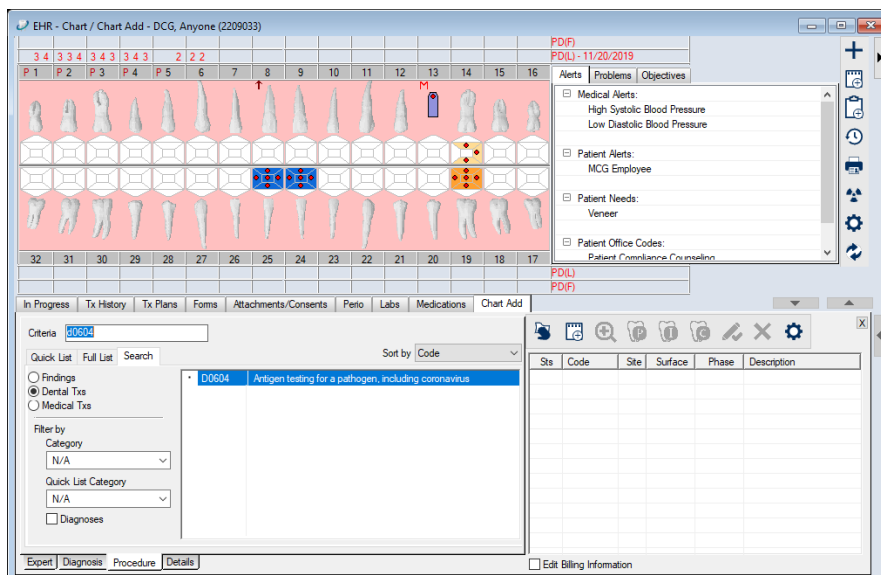 EHR - Chart / Chart Add - DCG, Anyone (2209033)
PD(F)
3 4 3 3 4 3 4 3 3 4 3 2 2 2 PD(L) - 11/20/2019
P 1 P 2 P 3 P 4 P 5 6 7 8 9 10 11 12 13 14 15 16
Alerts Problems Objectives
M
Medical Alerts:
High Systolic Blood Pressure
Low Diastolic Blood Pressure
Patient Alerts:
MCG Employee
Patient Needs:
Veneer
Patient Office Codes:
Patient Compliance Counseling
32 31 30 29 28 27 26 25 24 23 22 21 20 19 18 17
PD(L)
PD(F)
In Progress Tx History Tx Plans Forms Attachments/Consents Perio Labs Medications Chart Add
X
Criteria d0604
Quick List Full List Search Sort by Code
Sts Code Site Surface Phase Description
Findings
Dental Txs
Medical Txs
D0604 Antigen testing for a pathogen, including coronavirus
Filter by
Category
N/A
Quick List Category
N/A
Diagnoses
Expert Diagnosis Procedure Details
Edit Billing Information